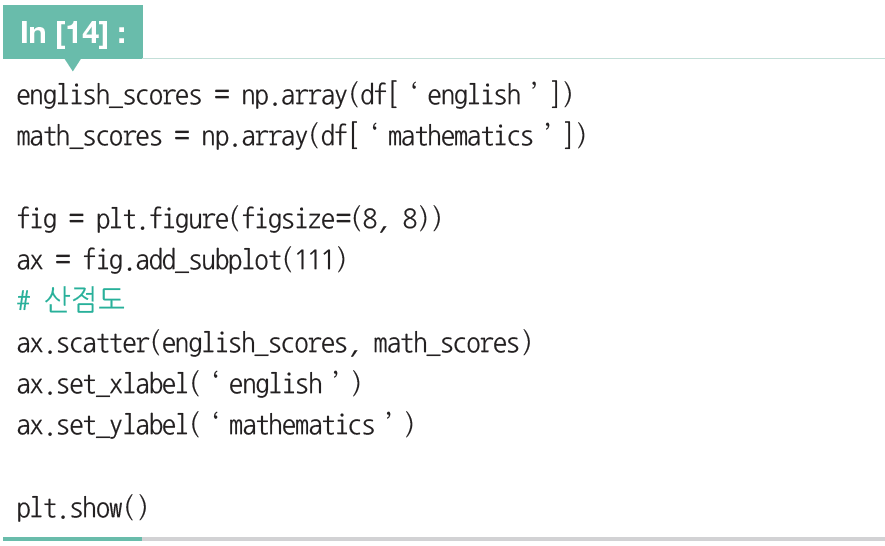 In [14] :
english_scores = np.array(df[ ‘ english ’ ])
math_scores = np.array(df[ ‘ mathematics ’ ])
fig = plt.figure(figsize=(8, 8))
ax = fig.add_subplot(111)
# 산점도
ax.scatter(english_scores, math_scores)
ax.set_xlabel( ‘ english ’ )
ax.set_ylabel( ‘ mathematics ’ )
plt.show()